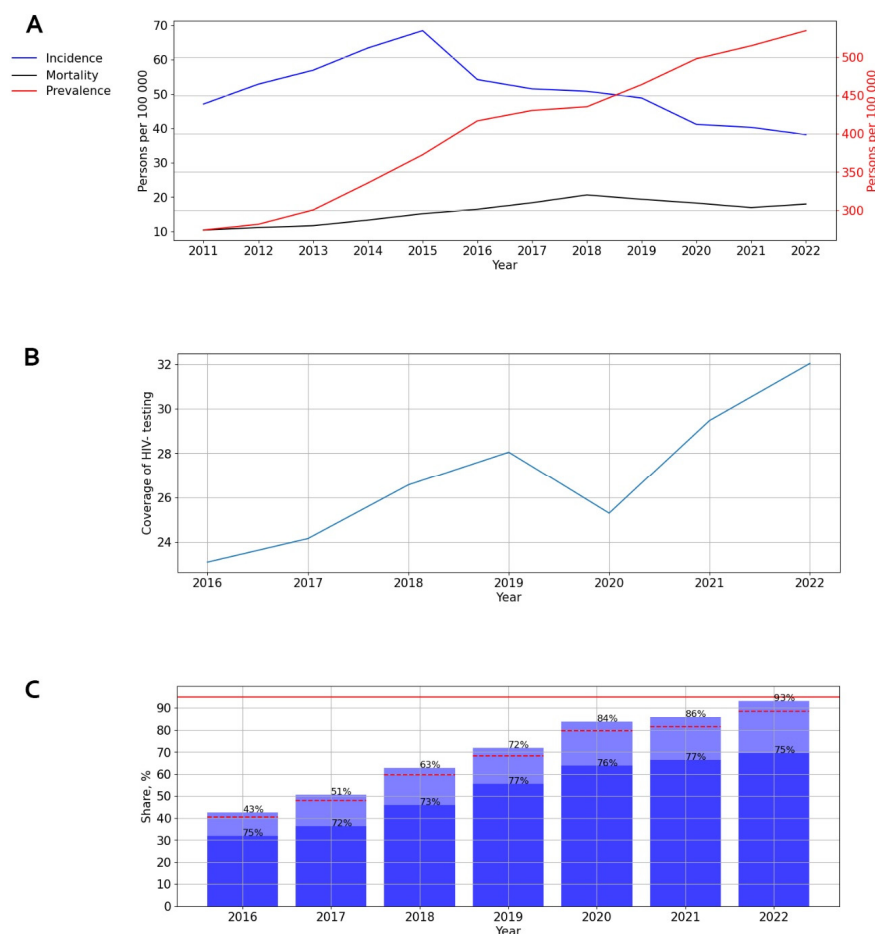 A
Incidence
Mortality
Prevalence
Persons per 100 000
70
60
50
40
30
20
10
500
450
400
350
300
Persons per 100 000
2011 2012 2013 2014 2015 2016 2017 2018 2019 2020 2021 2022
Year
B
Coverage of HIV- testing
32
30
28
26
24
2016 2017 2018 2019 2020 2021 2022
Year
C
Share, %
90
80
70
60
50
40
30
20
10
0
43%
75%
51%
72%
63%
73%
72%
77%
84%
76%
86%
77%
93%
75%
2016 2017 2018 2019 2020 2021 2022
Year